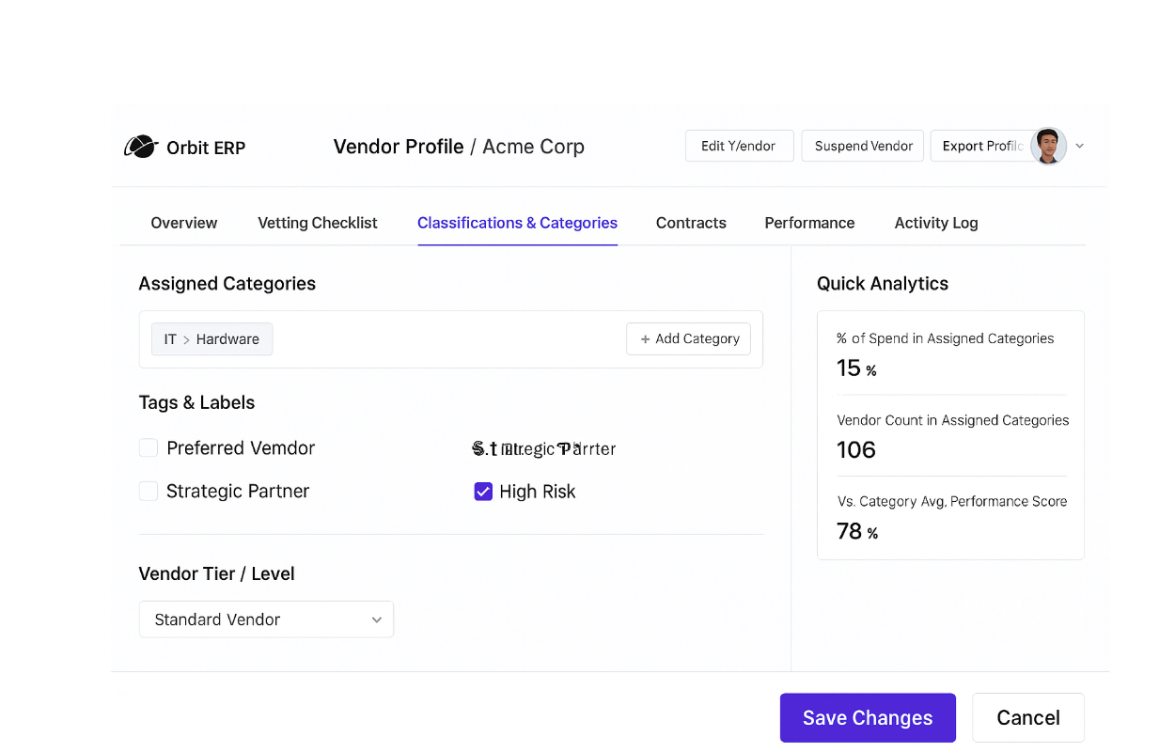 Orbit ERP
Vendor Profile / Acme Corp
Edit Y/endor
Suspend Vendor
Export Profil
Overview
Vetting Checklist
Classifications & Categories
Contracts
Performance
Activity Log
Assigned Categories
IT > Hardware
+ Add Category
Tags & Labels
Preferred Vemdor
Strategic Partner
High Risk
Vendor Tier / Level
Standard Vendor
Quick Analytics
% of Spend in Assigned Categories
15 %
Vendor Count in Assigned Categories
106
Vs. Category Avg, Performance Score
78 %
Save Changes
Cancel